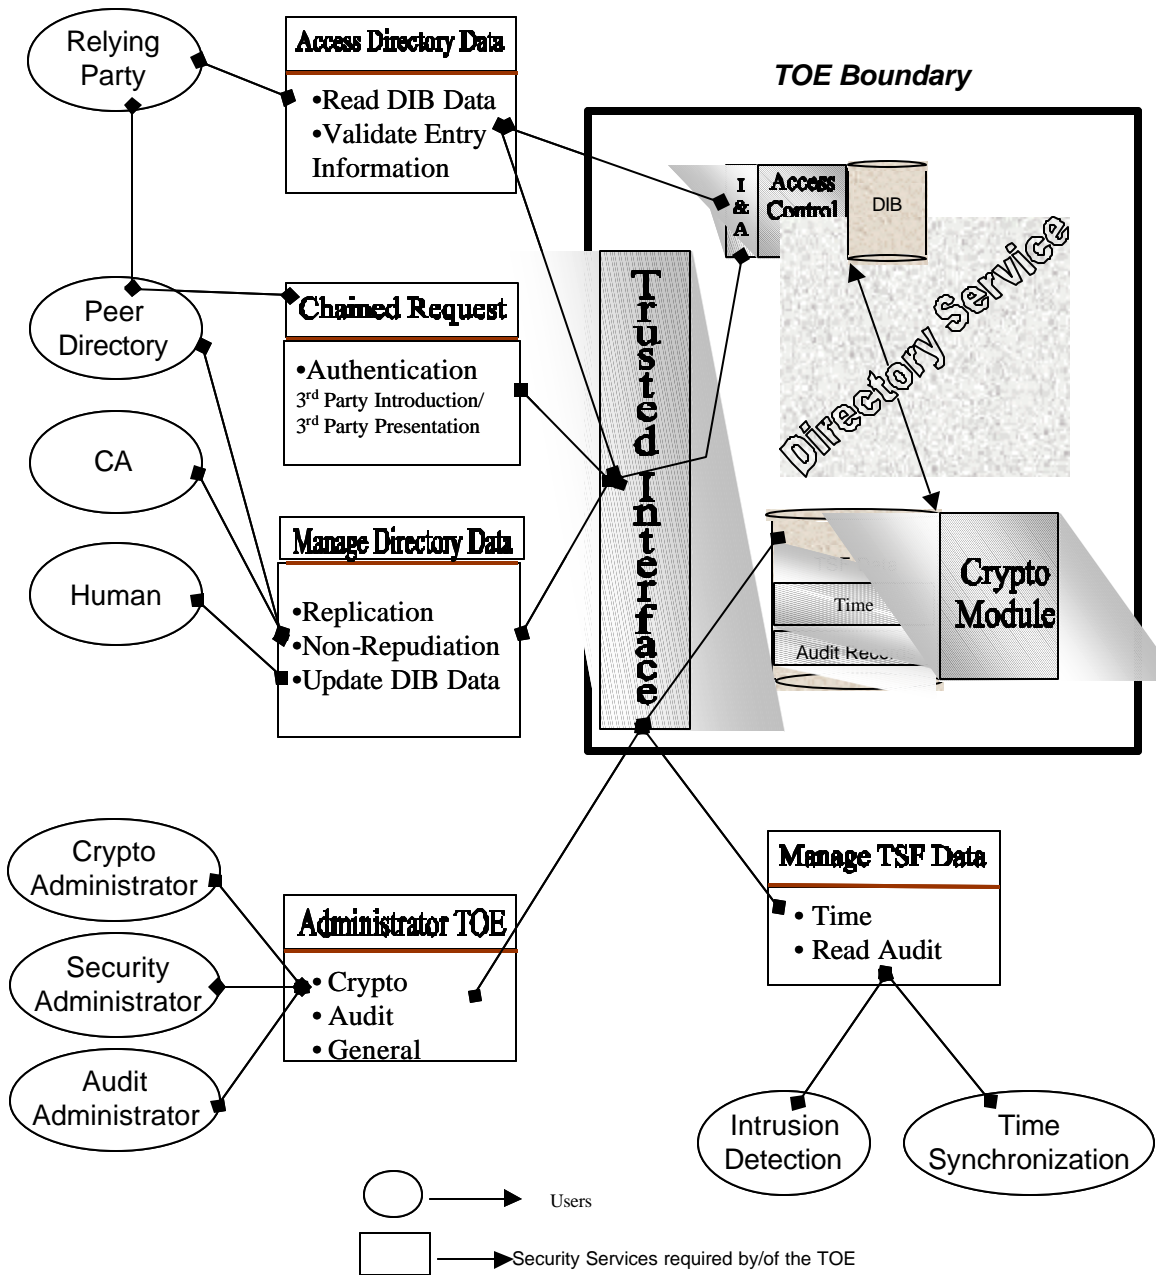 Relying
Party
Access Directory Data
•Read DIB Data
•Validate Entry
Information
TOE Boundary
I
&
A
Access
Control
DIB
Directory Service
Trusted Interface
Peer
Directory
Chained Request
•Authentication
3rd Party Introduction/
3rd Party Presentation
CA
Human
Manage Directory Data
•Replication
•Non-Repudiation
•Update DIB Data
Time
Audit
Crypto
Module
Crypto
Administrator
Security
Administrator
Audit
Administrator
Administrator TOE
• Crypto
• Audit
• General
Manage TSF Data
• Time
• Read Audit
Intrusion
Detection
Time
Synchronization
Users
Security Services required by/of the TOE